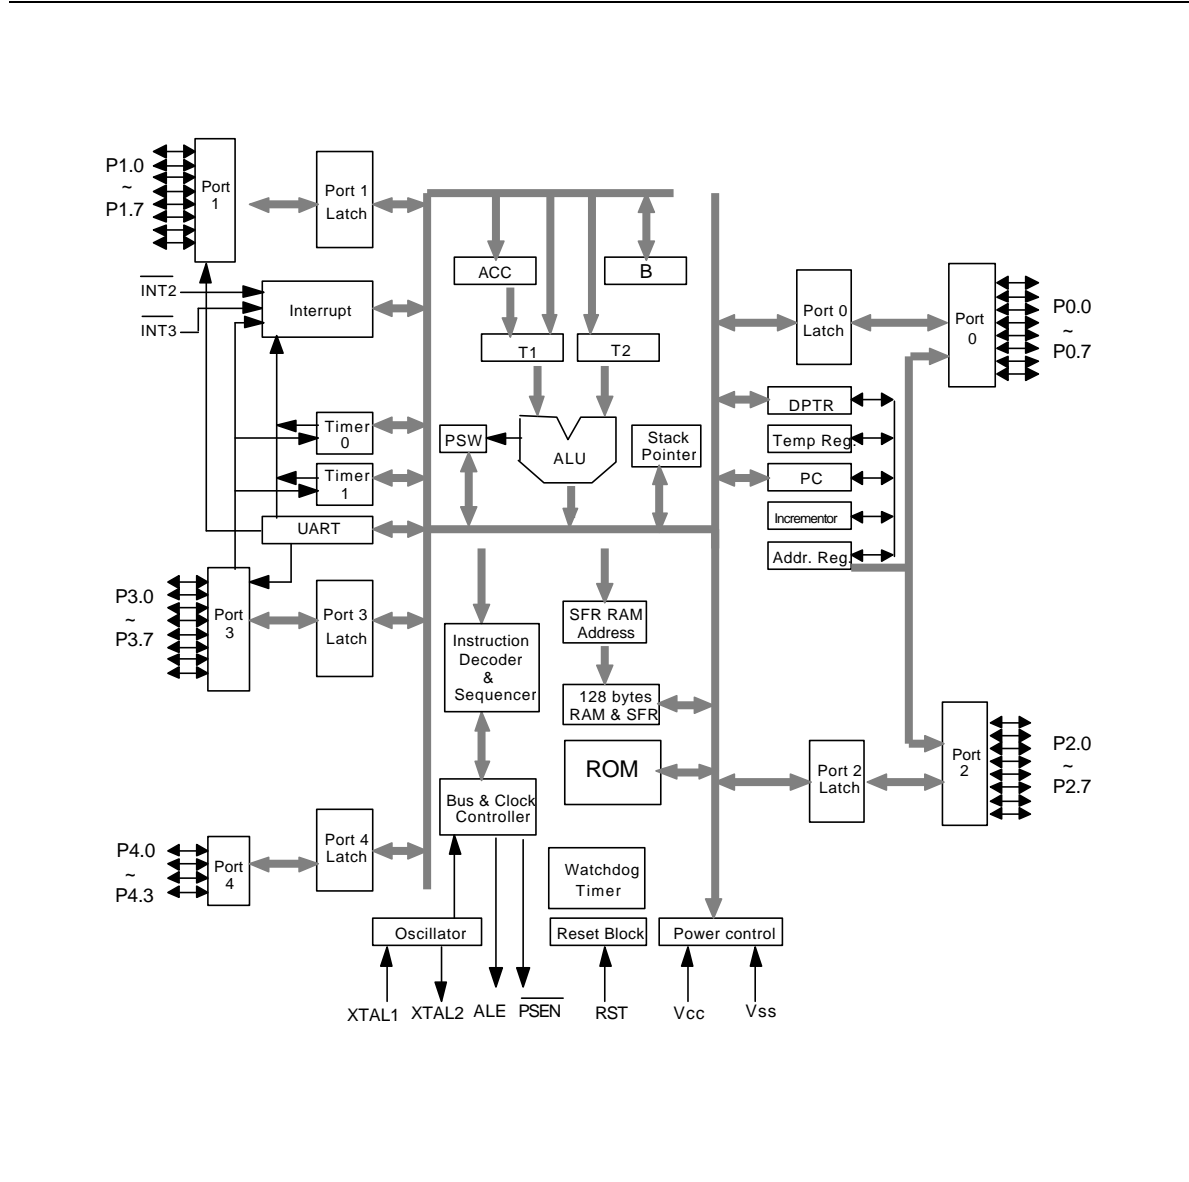 P1.0
~
P1.7
Port
1
Port 1
Latch
INT2
INT3
Interrupt
ACC
B
T1
T2
Timer
0
Timer
1
UART
PSW
ALU
Stack
Pointer
Port 0
Latch
Port
0
P0.0
~
P0.7
DPTR
Temp Reg.
PC
Incrementor
Addr. Reg.
P3.0
~
P3.7
Port
3
Port 3
Latch
Instruction
Decoder
&
Sequencer
SFR RAM
Address
128 bytes
RAM & SFR
ROM
Bus & Clock
Controller
Port 2
Latch
Port
2
P2.0
~
P2.7
P4.0
~
P4.3
Port
4
Port 4
Latch
Watchdog
Timer
Oscillator
Reset Block
Power control
XTAL1
XTAL2
ALE
PSEN
RST
Vcc
Vss